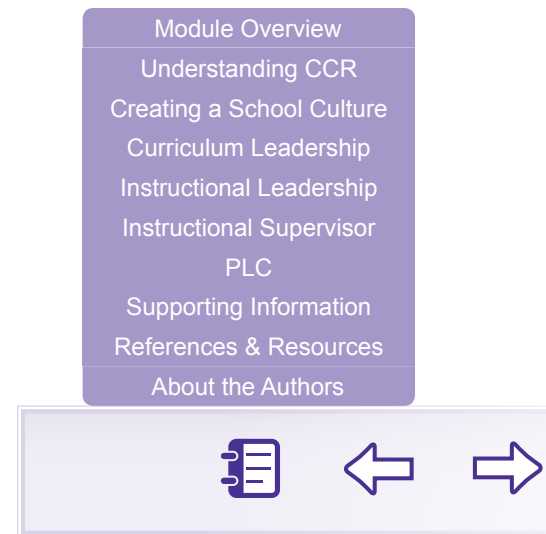 Module Overview
Understanding CCR
Creating a School Culture
Curriculum Leadership
Instructional Leadership
Instructional Supervisor
PLC
Supporting Information
References & Resources
About the Authors